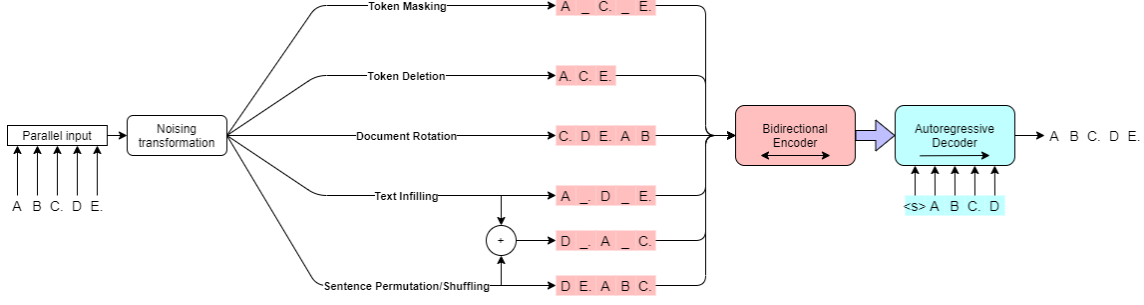 Token Masking
A _ C. _ E.
Token Deletion
A. C. E.
Parallel input
Noising
transformation
Document Rotation
C. D E. A B
Bidirectional
Encoder
Autoregressive
Decoder
A B C. D E.
Text Infilling
A _. D _ E.
A B C. D E.
<s> A B C. D
+
D _. A _ C.
Sentence Permutation/Shuffling
D E. A B C.